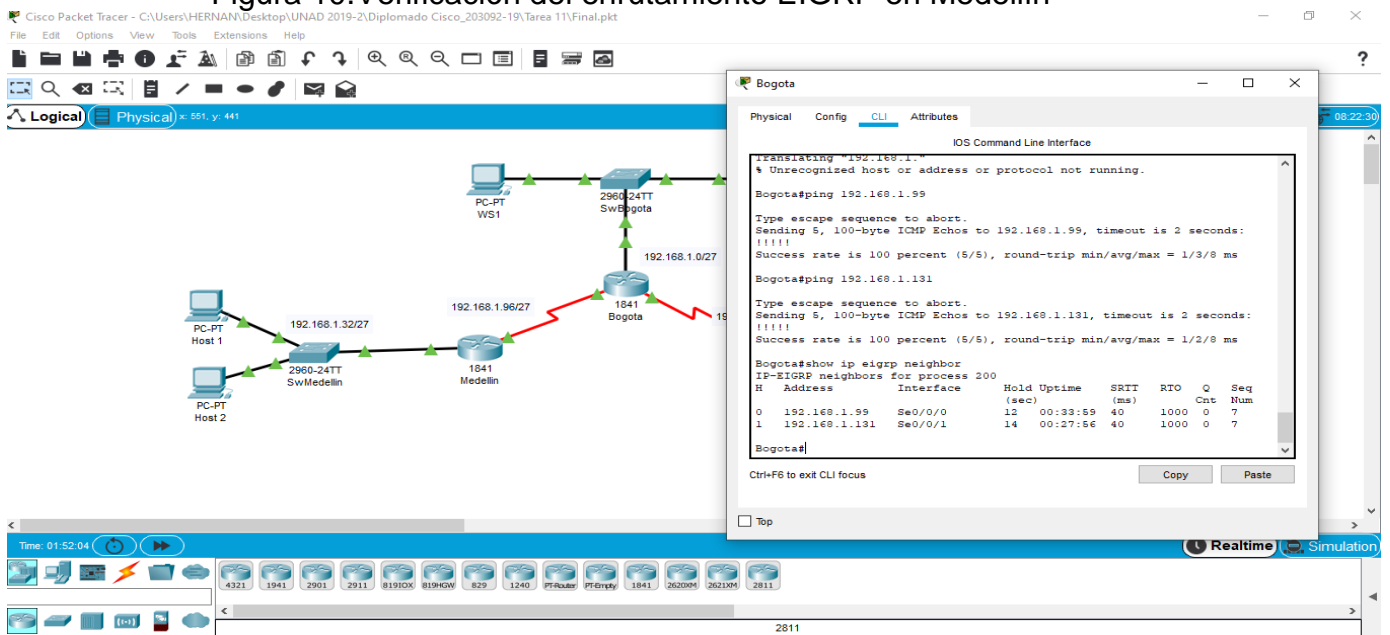 Figura 10.Verificación del enrutamiento EIGRP en Medellín
Cisco Packet Tracer - C:\Users\HERNAN\Desktop\UNAD 2019-2\Diplomado Cisco_203092-19\Tarea 11\Final.pkt
File Edit Options View Tools Extensions Help
Logical Physical x: 551, y: 441
08:22:30
PC-PT
WS1
2960-24TT
SwBogota
192.168.1.0/27
1841
Bogota
192.168.1.96/27
19
PC-PT
Host 1
192.168.1.32/27
2960-24TT
SwMedellin
1841
Medellin
PC-PT
Host 2
Bogota
Physical Config CLI Attributes
IOS Command Line Interface
Translating "192.168.1."
% Unrecognized host or address or protocol not running.
Bogota#ping 192.168.1.99
Type escape sequence to abort.
Sending 5, 100-byte ICMP Echos to 192.168.1.99, timeout is 2 seconds:
!!!!!
Success rate is 100 percent (5/5), round-trip min/avg/max = 1/3/8 ms
Bogota#ping 192.168.1.131
Type escape sequence to abort.
Sending 5, 100-byte ICMP Echos to 192.168.1.131, timeout is 2 seconds:
!!!!!
Success rate is 100 percent (5/5), round-trip min/avg/max = 1/2/8 ms
Bogota#show ip eigrp neighbor
IP-EIGRP neighbors for process 200
H Address Interface Hold Uptime SRTT RTO Q Seq
(sec) (ms) Cnt Num
0 192.168.1.99 Se0/0/0 12 00:33:59 40 1000 0 7
1 192.168.1.131 Se0/0/1 14 00:27:56 40 1000 0 7
Bogota#
Ctrl+F6 to exit CLI focus
Copy Paste
Top
Time: 01:52:04
Realtime Simulation
4321 1941 2901 2911 819IOX 819HGW 829 1240 PT-Router PT-Empty 1841 2620XM 2621XM 2811
2811